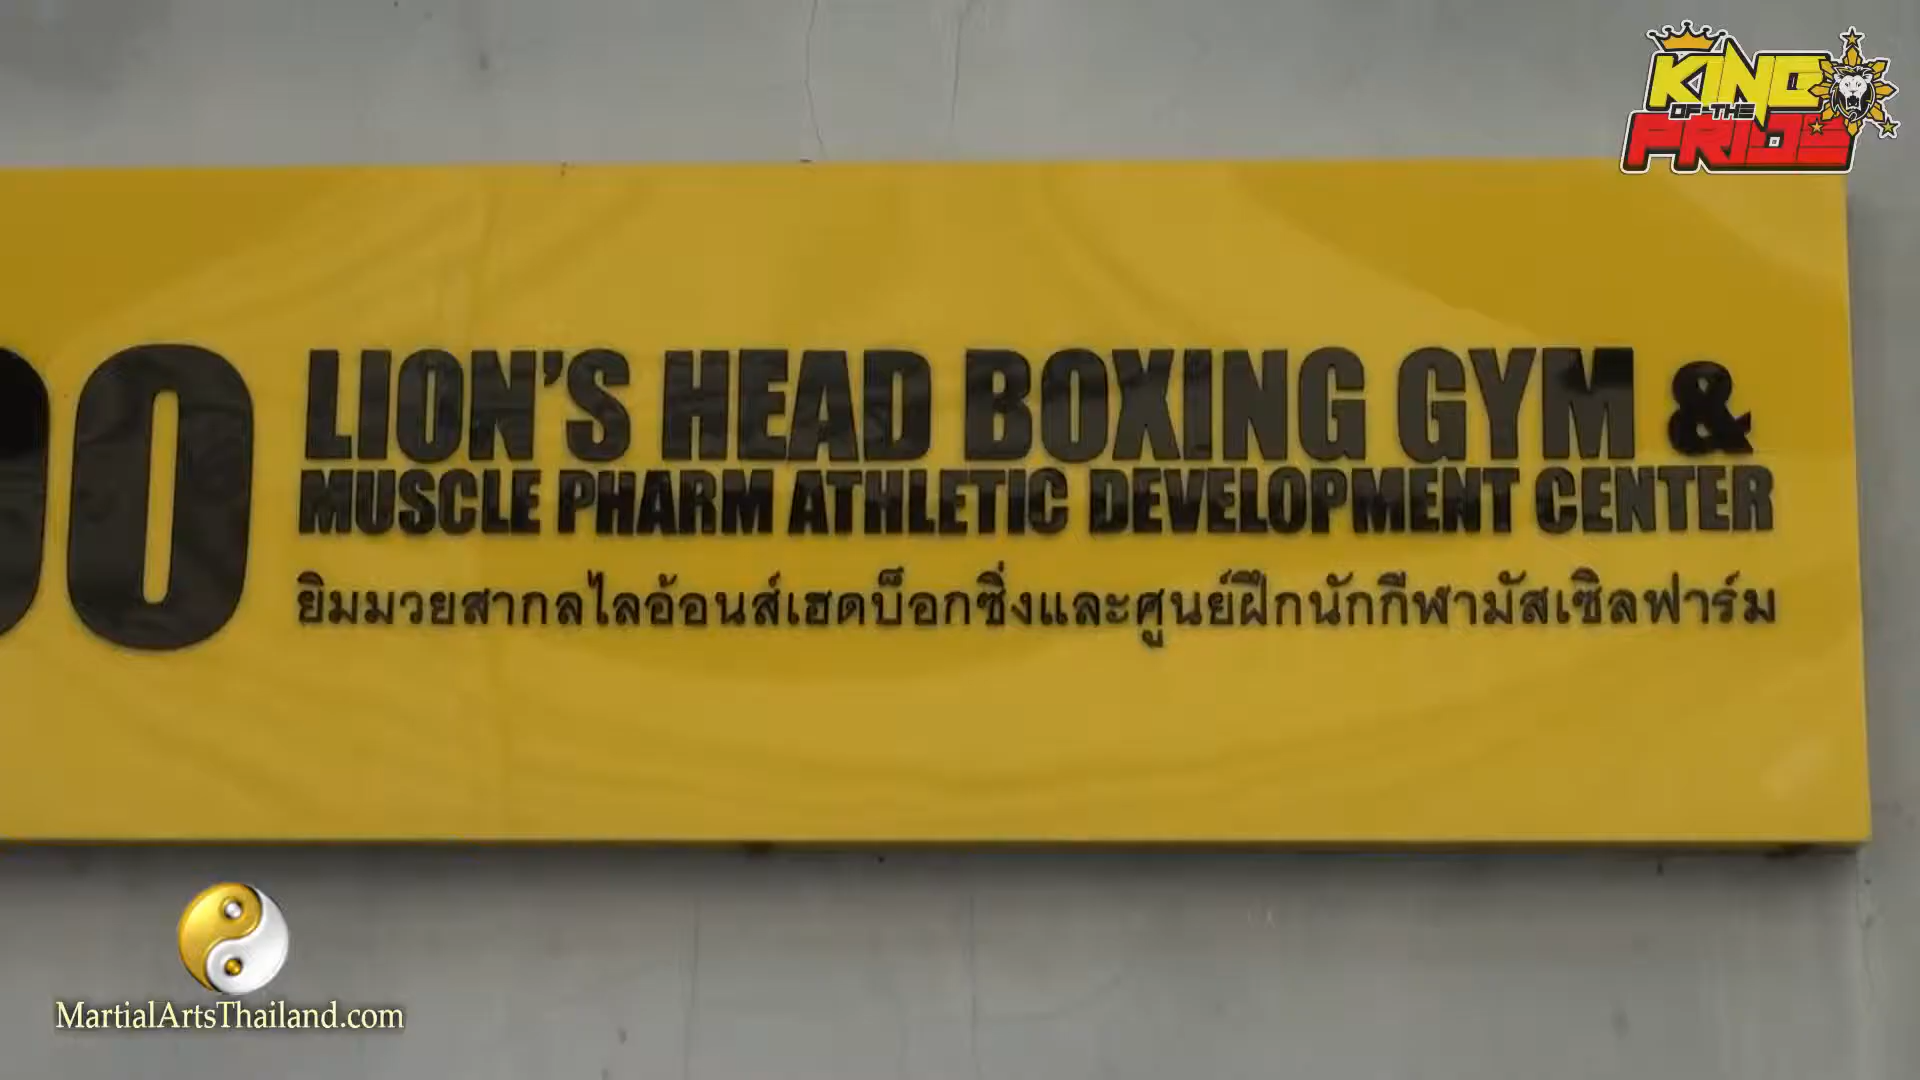 KING
OF THE
PRIDE
LION'S HEAD BOXING GYM &
MUSCLE PHARM ATHLETIC DEVELOPMENT CENTER
ยิมมวยสากลไลอ้อนส์เฮดบ็อกซิ่งและศูนย์ฝึกนักกีฬามัสเซิลฟาร์ม
MartialArtsThailand.com